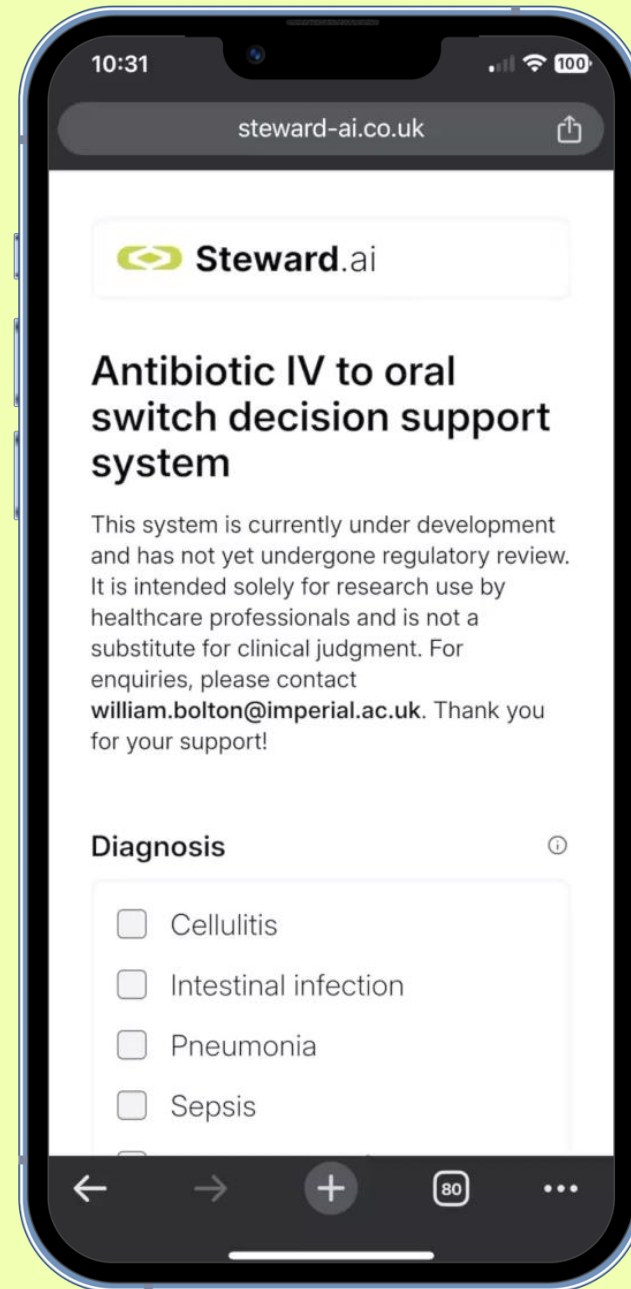 10:31
100
steward-ai.co.uk
Steward.ai
Antibiotic IV to oral
switch decision support
system
This system is currently under development
and has not yet undergone regulatory review.
It is intended solely for research use by
healthcare professionals and is not a
substitute for clinical judgment. For
enquiries, please contact
william.bolton@imperial.ac.uk. Thank you
for your support!
Diagnosis
Cellulitis
Intestinal infection
Pneumonia
Sepsis
80